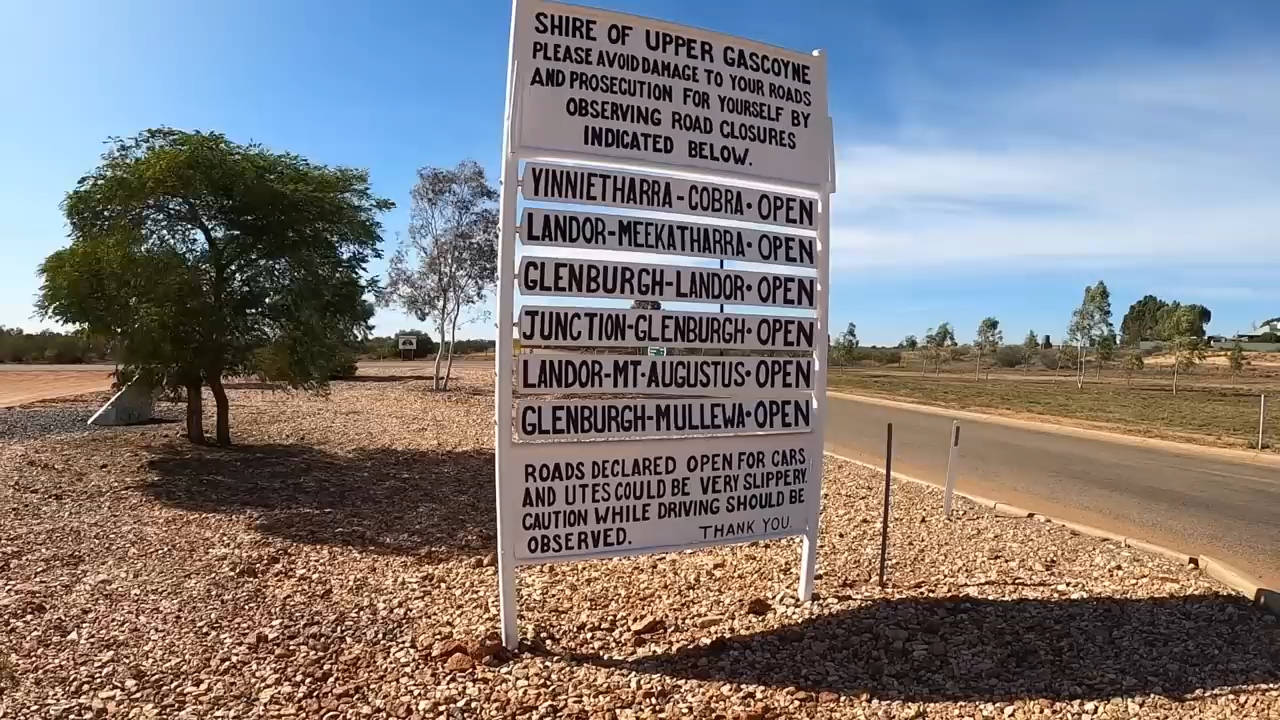 SHIRE OF UPPER GASCOYNE
PLEASE AVOID DAMAGE TO YOUR ROADS
AND PROSECUTION FOR YOURSELF BY
OBSERVING ROAD CLOSURES
INDICATED BELOW.
YINNIETHARRA-COBRA• OPEN
LANDOR-MEEKATHARRA• OPEN
GLENBURGH-LANDOR• OPEN
JUNCTION-GLENBURGH• OPEN
LANDOR-MT•AUGUSTUS• OPEN
GLENBURGH-MULLEWA• OPEN
ROADS DECLARED OPEN FOR CARS
AND UTES COULD BE VERY SLIPPERY.
CAUTION WHILE DRIVING SHOULD BE
OBSERVED. THANK YOU.